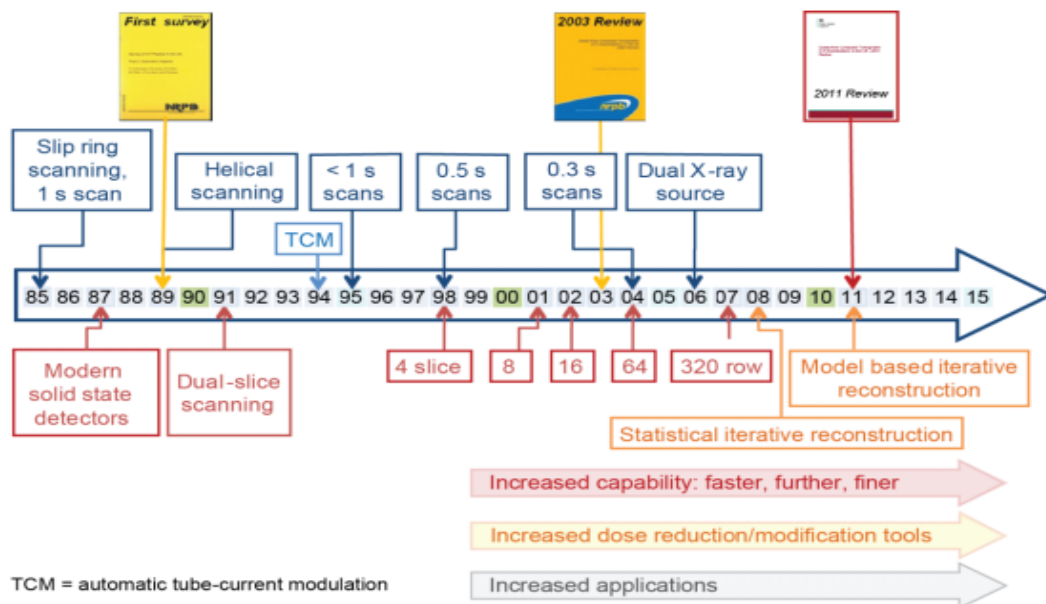 First survey
NRPB
2003 Review
nrpb
2011 Review
Slip ring
scanning,
1 s scan
Helical
scanning
< 1 s
scans
0.5 s
scans
0.3 s
scans
Dual X-ray
source
TCM
85 86 87 88 89 90 91 92 93 94 95 96 97 98 99 00 01 02 03 04 05 06 07 08 09 10 11 12 13 14 15
Modern
solid state
detectors
Dual-slice
scanning
4 slice
8
16
64
320 row
Model based iterative
reconstruction
Statistical iterative reconstruction
Increased capability: faster, further, finer
Increased dose reduction/modification tools
TCM = automatic tube-current modulation
Increased applications